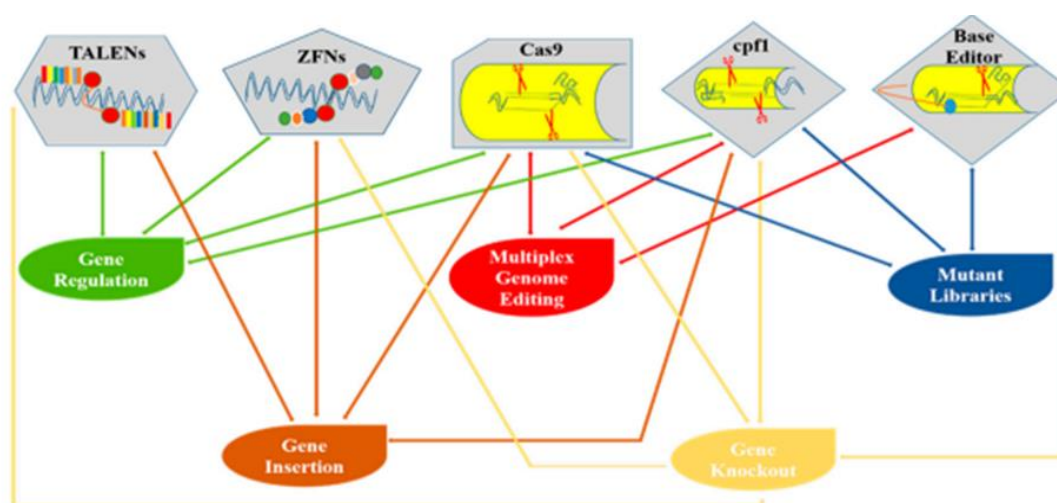 TALENs
ZFNs
Cas9
cpf1
Base
Editor
Gene
Regulation
Multiplex
Genome
Editing
Mutant
Libraries
Gene
Insertion
Gene
Knockout